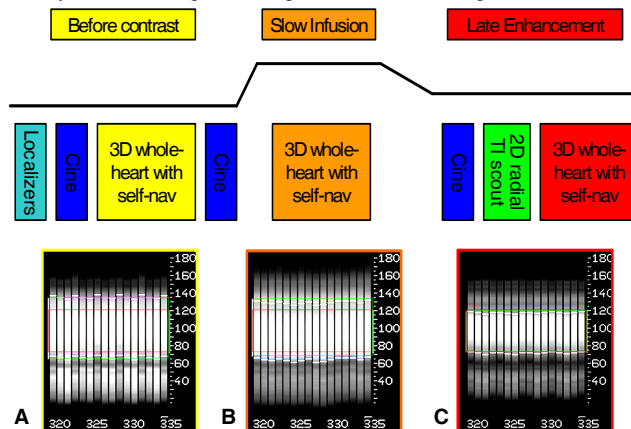 Before contrast
Slow Infusion
Late Enhancement
Localizers
Cine
3D whole-
heart with
self-nav
Cine
3D whole-
heart with
self-nav
Cine
2D radial
TI scout
3D whole-
heart with
self-nav
180
160
140
120
100
80
60
40
320 325 330 335
A
180
160
140
120
100
80
60
40
320 325 330 335
B
180
160
140
120
100
80
60
40
320 325 330 335
C